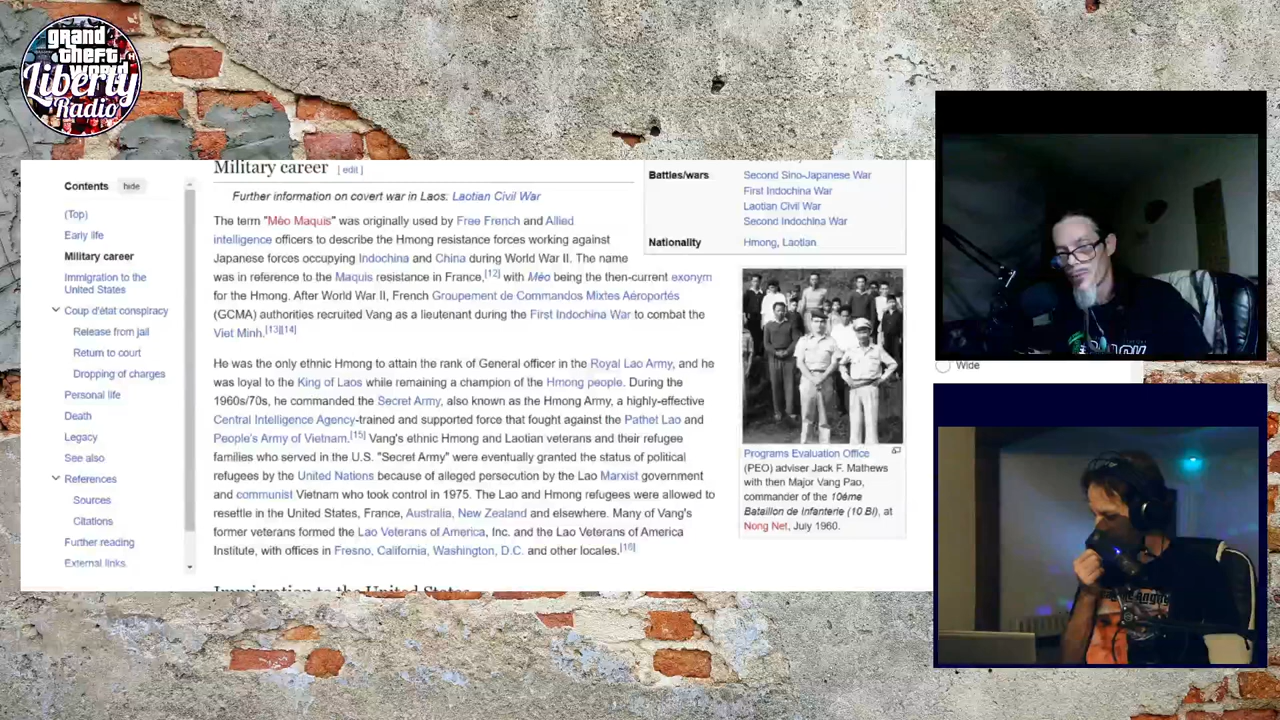 grand
theft
world
Liberty
Radio
Contents hide
(Top)
Early life
Military career
Immigration to the
United States
Coup d'état conspiracy
Release from jail
Return to court
Dropping of charges
Personal life
Death
Legacy
See also
References
Sources
Citations
Further reading
External links
Military career [ edit ]
Further information on covert war in Laos: Laotian Civil War
The term "Méo Maquis" was originally used by Free French and Allied
intelligence officers to describe the Hmong resistance forces working against
Japanese forces occupying Indochina and China during World War II. The name
was in reference to the Maquis resistance in France,[12] with Méo being the then-current exonym
for the Hmong. After World War II, French Groupement de Commandos Mixtes Aéroportés
(GCMA) authorities recruited Vang as a lieutenant during the First Indochina War to combat the
Viet Minh.[13][14]
He was the only ethnic Hmong to attain the rank of General officer in the Royal Lao Army, and he
was loyal to the King of Laos while remaining a champion of the Hmong people. During the
1960s/70s, he commanded the Secret Army, also known as the Hmong Army, a highly-effective
Central Intelligence Agency-trained and supported force that fought against the Pathet Lao and
People's Army of Vietnam.[15] Vang's ethnic Hmong and Laotian veterans and their refugee
families who served in the U.S. "Secret Army" were eventually granted the status of political
refugees by the United Nations because of alleged persecution by the Lao Marxist government
and communist Vietnam who took control in 1975. The Lao and Hmong refugees were allowed to
resettle in the United States, France, Australia, New Zealand and elsewhere. Many of Vang's
former veterans formed the Lao Veterans of America, Inc. and the Lao Veterans of America
Institute, with offices in Fresno, California, Washington, D.C. and other locales.[16]
Immigration to the United States
Battles/wars Second Sino-Japanese War
First Indochina War
Laotian Civil War
Second Indochina War
Nationality Hmong, Laotian
Programs Evaluation Office
(PEO) adviser Jack F. Mathews
with then Major Vang Pao,
commander of the 10éme
Bataillon de Infanterie (10 BI), at
Nong Net, July 1960.
Wide